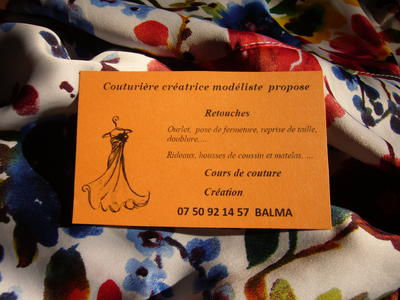 Couturière créatrice modéliste propose
Retouches
Ourlet, pose de fermeture, reprise de taille,
doublure,…
Rideaux, housses de coussin et matelas, …
Cours de couture
Création
07 50 92 14 57 BALMA